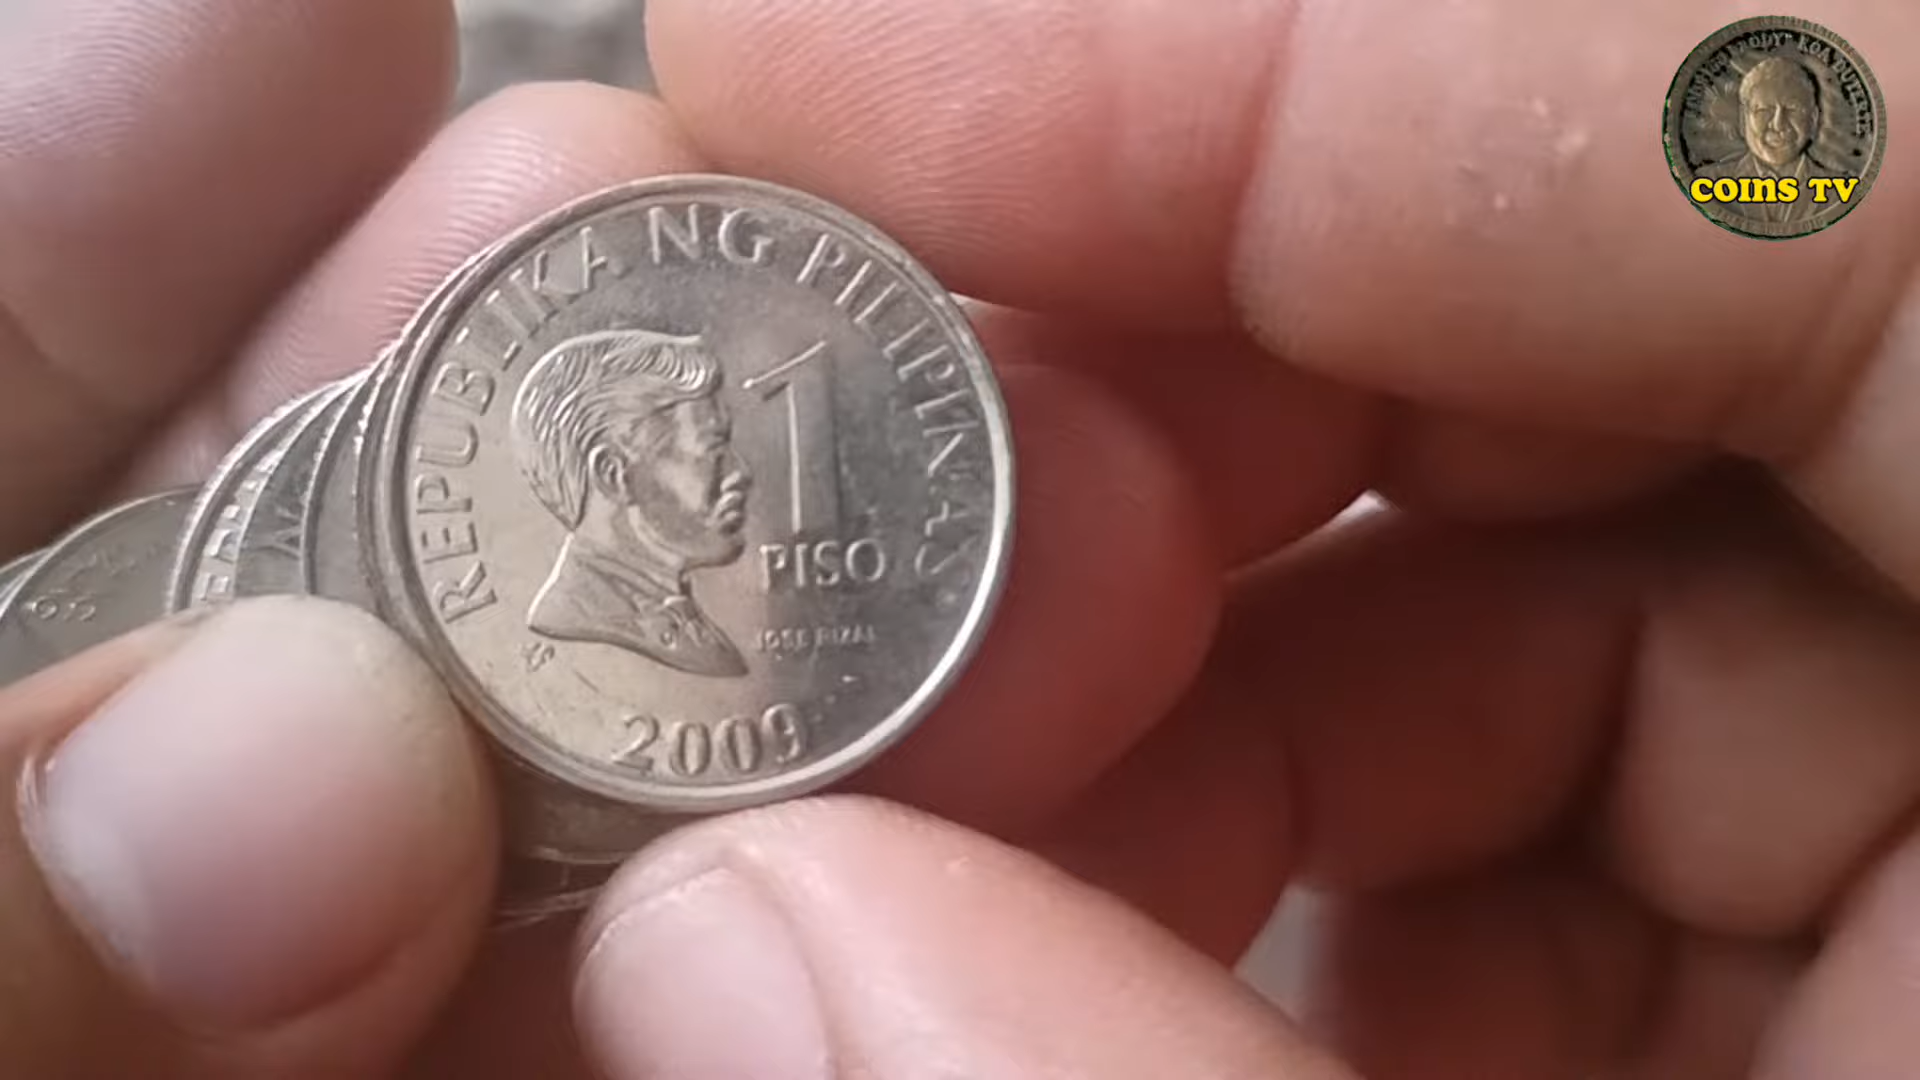 REPUBLIKA NG PILIPINAS
1
PISO
JOSE RIZAL
2009
COINS TV